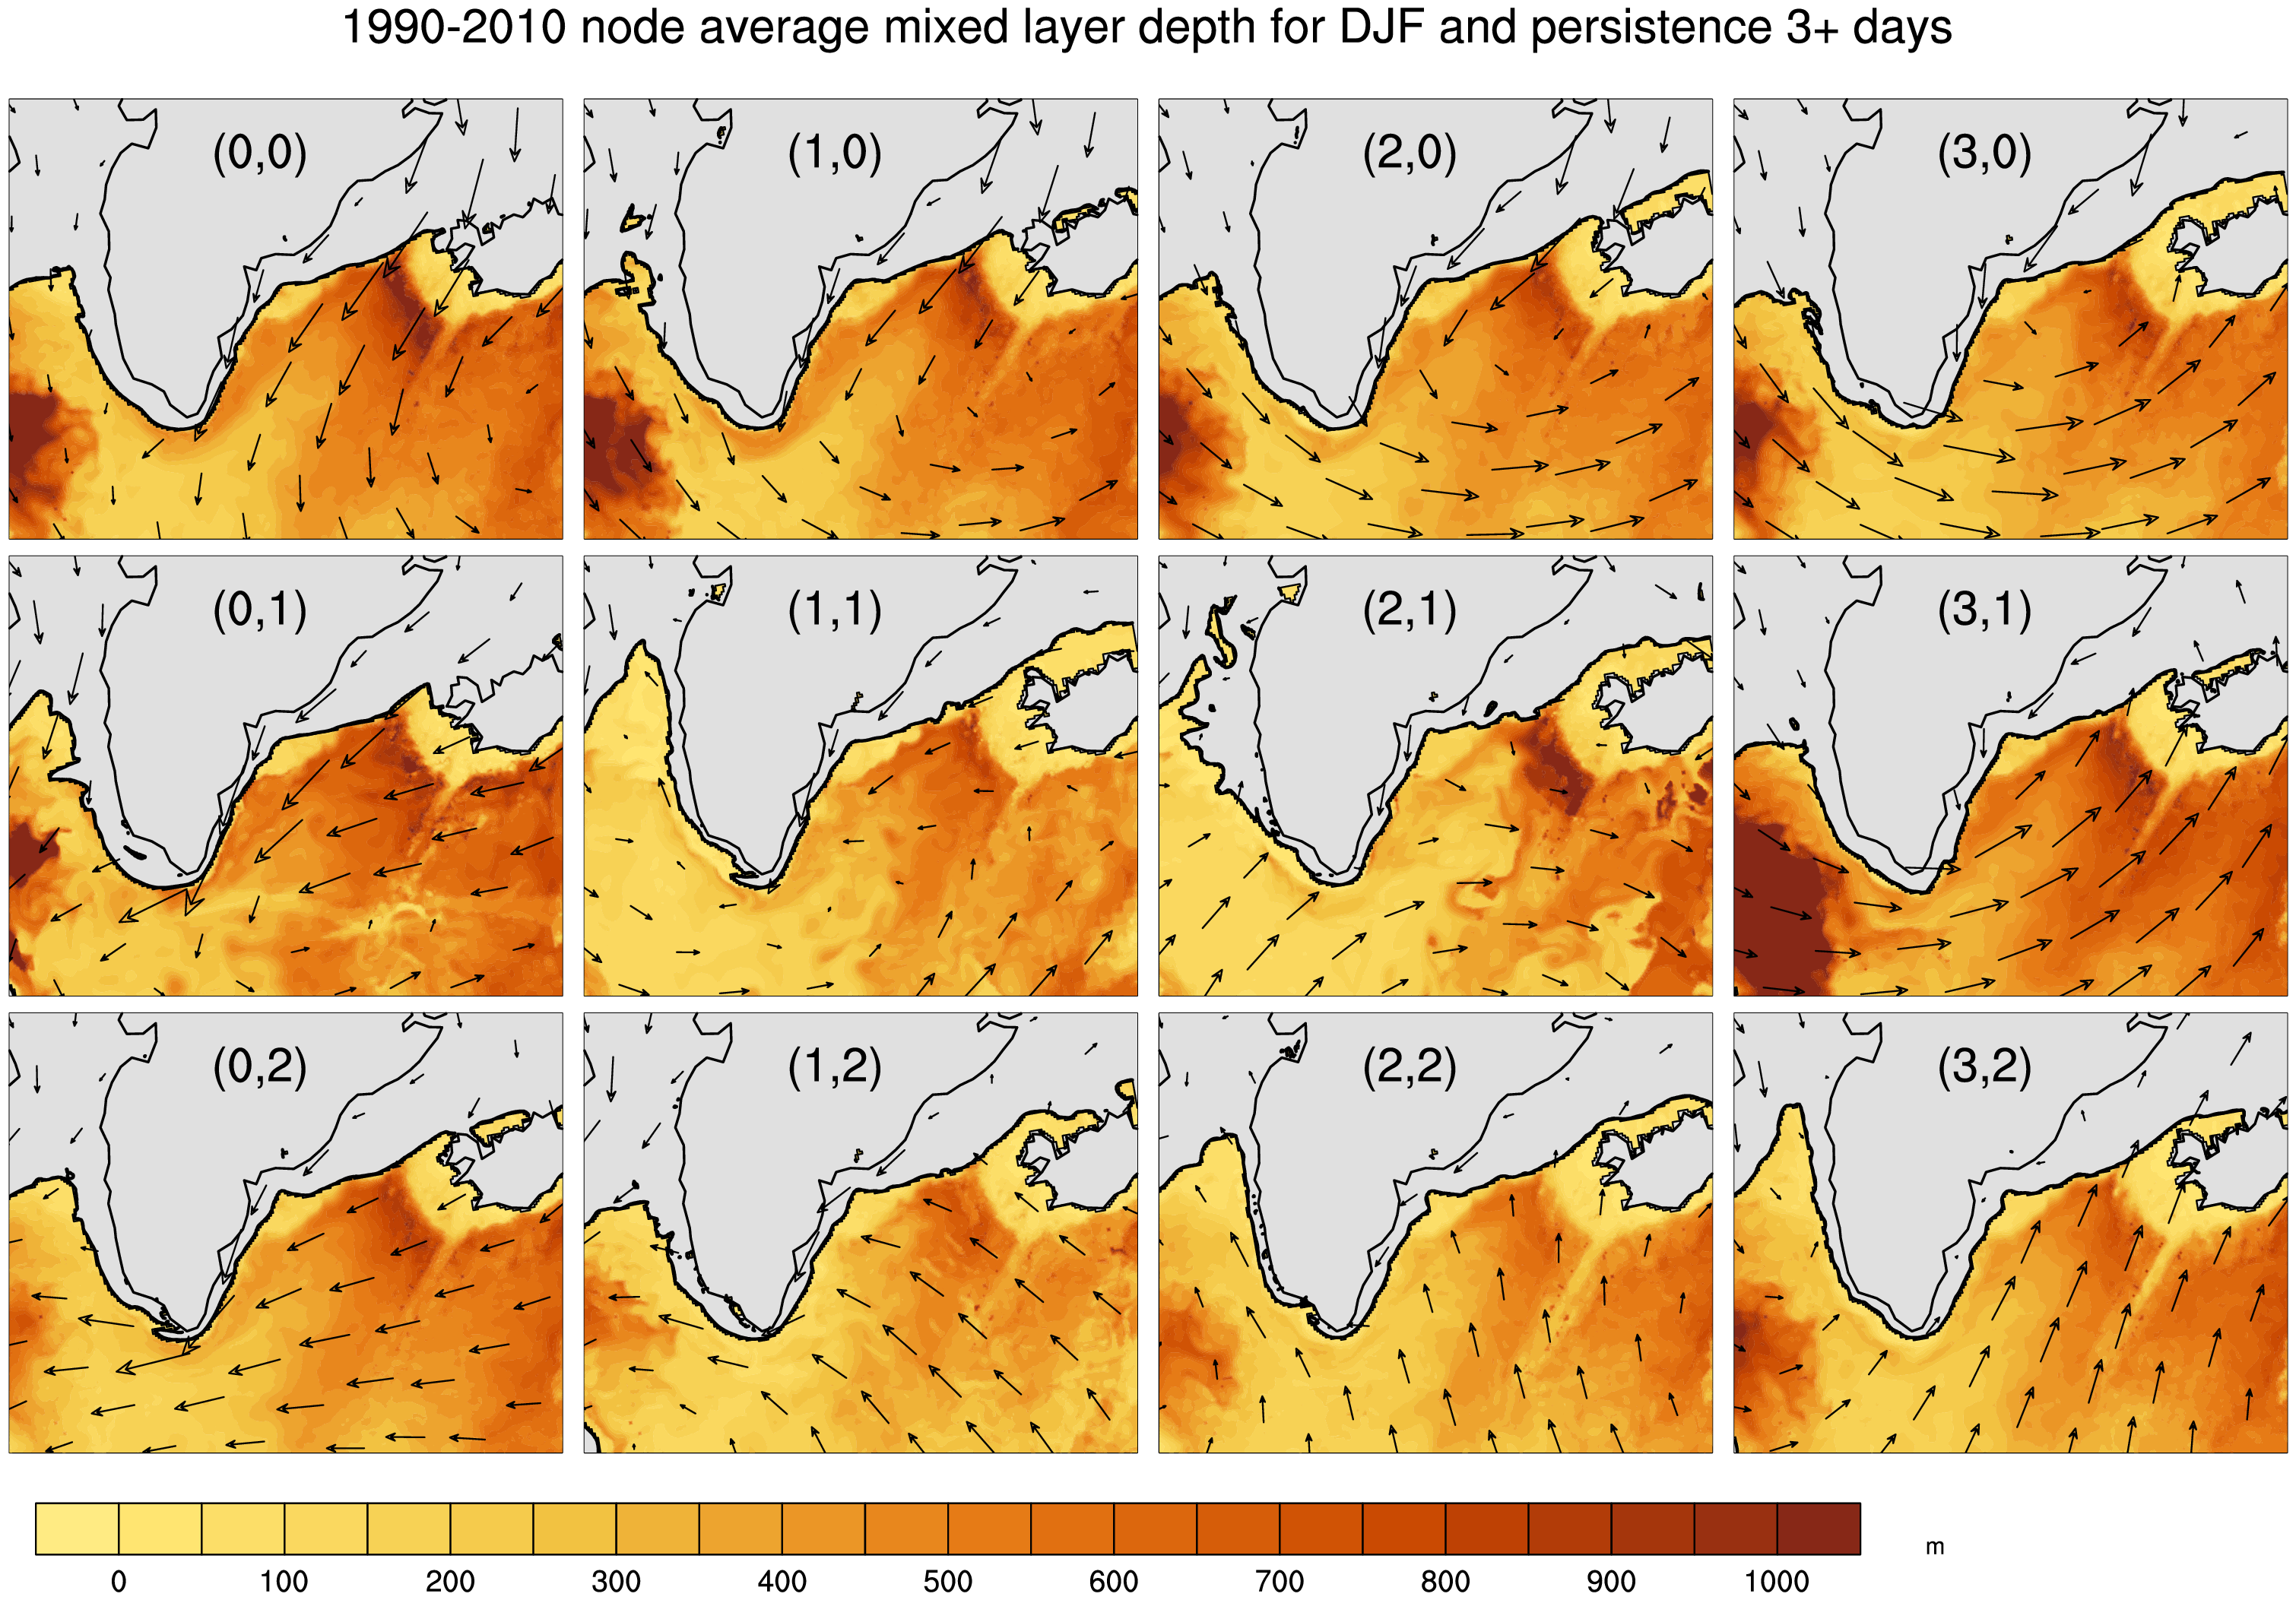 1990-2010 node average mixed layer depth for DJF and persistence 3+ days
(0,0) (1,0) (2,0) (3,0)
(0,1) (1,1) (2,1) (3,1)
(0,2) (1,2) (2,2) (3,2)
m
0 100 200 300 400 500 600 700 800 900 1000